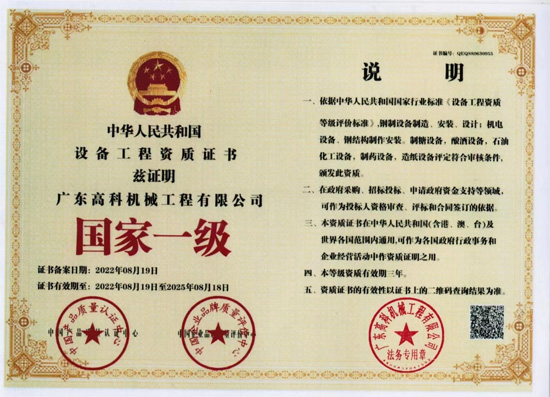 中华人民共和国
设备工程资质证书
兹证明
广东高科机械工程有限公司
国家一级
证书备案日期：2022年08月19日
证书有效期至：2022年08月19日至2025年08月18日
中国产品质量认证中心
证书编号：QEQS80830955
说 明
一、依据中华人民共和国国家行业标准《设备工程资质
等级评价标准》,钢制设备制造、安装、设计；机电
设备、钢结构制作安装。制糖设备，酿酒设备，石油
化工设备，制药设备，造纸设备评定符合审核条件，
颁发此资质。
二、在政府采购、招标投标、申请政府资金支持等领域，
可作为投标人资格审查、评标和合同签订的依据。
三、本资质证书在中华人民共和国(含港、澳、台)及
世界各国范围内通用,可作为各国政府行政事务和
企业经营活动中作资质证明之用。
四、本等级资质有效期三年。
五、资质证书的有效性以证书上的二维码查询结果为准。
广东高科机械工程有限公司
法务专用章